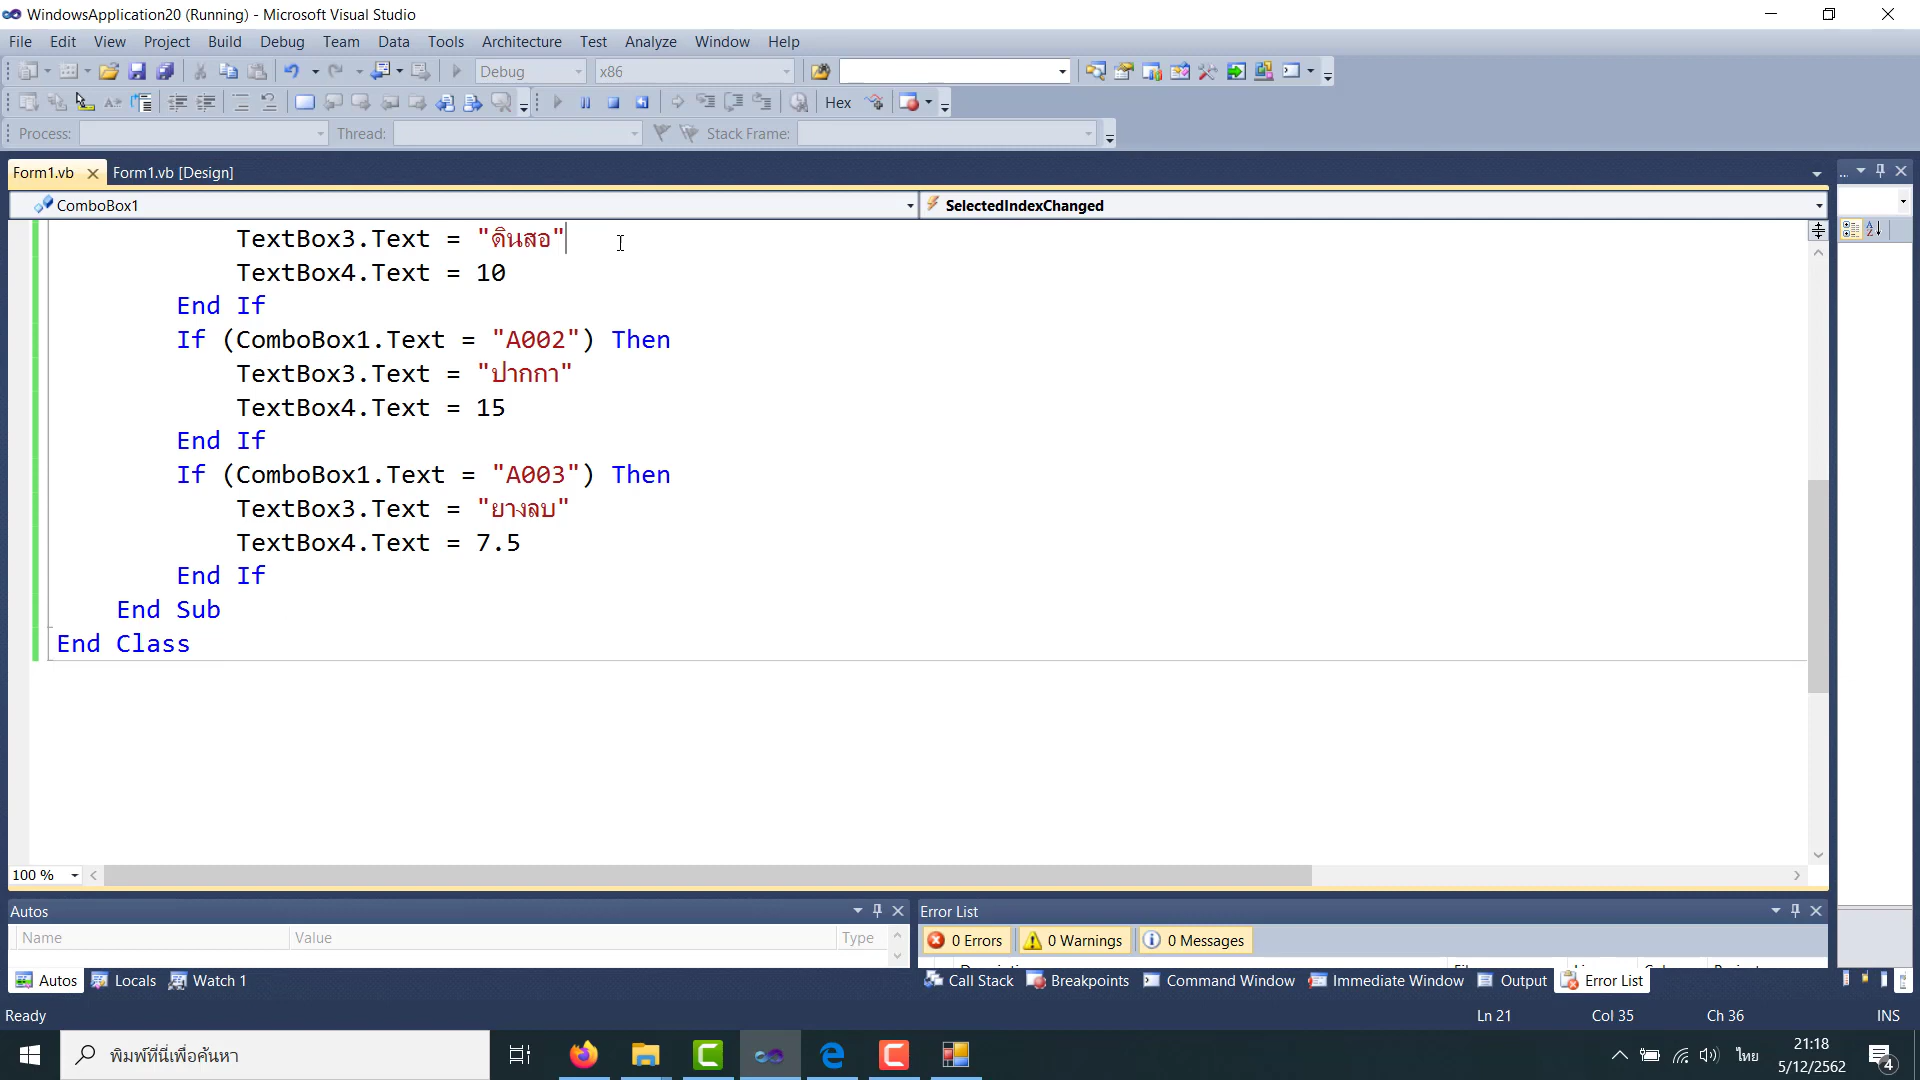 WindowsApplication20 (Running) - Microsoft Visual Studio
File Edit View Project Build Debug Team Data Tools Architecture Test Analyze Window Help
Debug x86
Hex
Process: Thread: Stack Frame:
Form1.vb Form1.vb [Design]
ComboBox1 SelectedIndexChanged
TextBox3.Text = "ดินสอ"
TextBox4.Text = 10
End If
If (ComboBox1.Text = "A002") Then
TextBox3.Text = "ปากกา"
TextBox4.Text = 15
End If
If (ComboBox1.Text = "A003") Then
TextBox3.Text = "ยางลบ"
TextBox4.Text = 7.5
End If
End Sub
End Class
100 %
Autos Error List
Name Value Type 0 Errors 0 Warnings 0 Messages
Autos Locals Watch 1 Call Stack Breakpoints Command Window Immediate Window Output Error List
Ready Ln 21 Col 35 Ch 36 INS
พิมพ์ที่นี่เพื่อค้นหา ไทย 21:18
5/12/2562 4